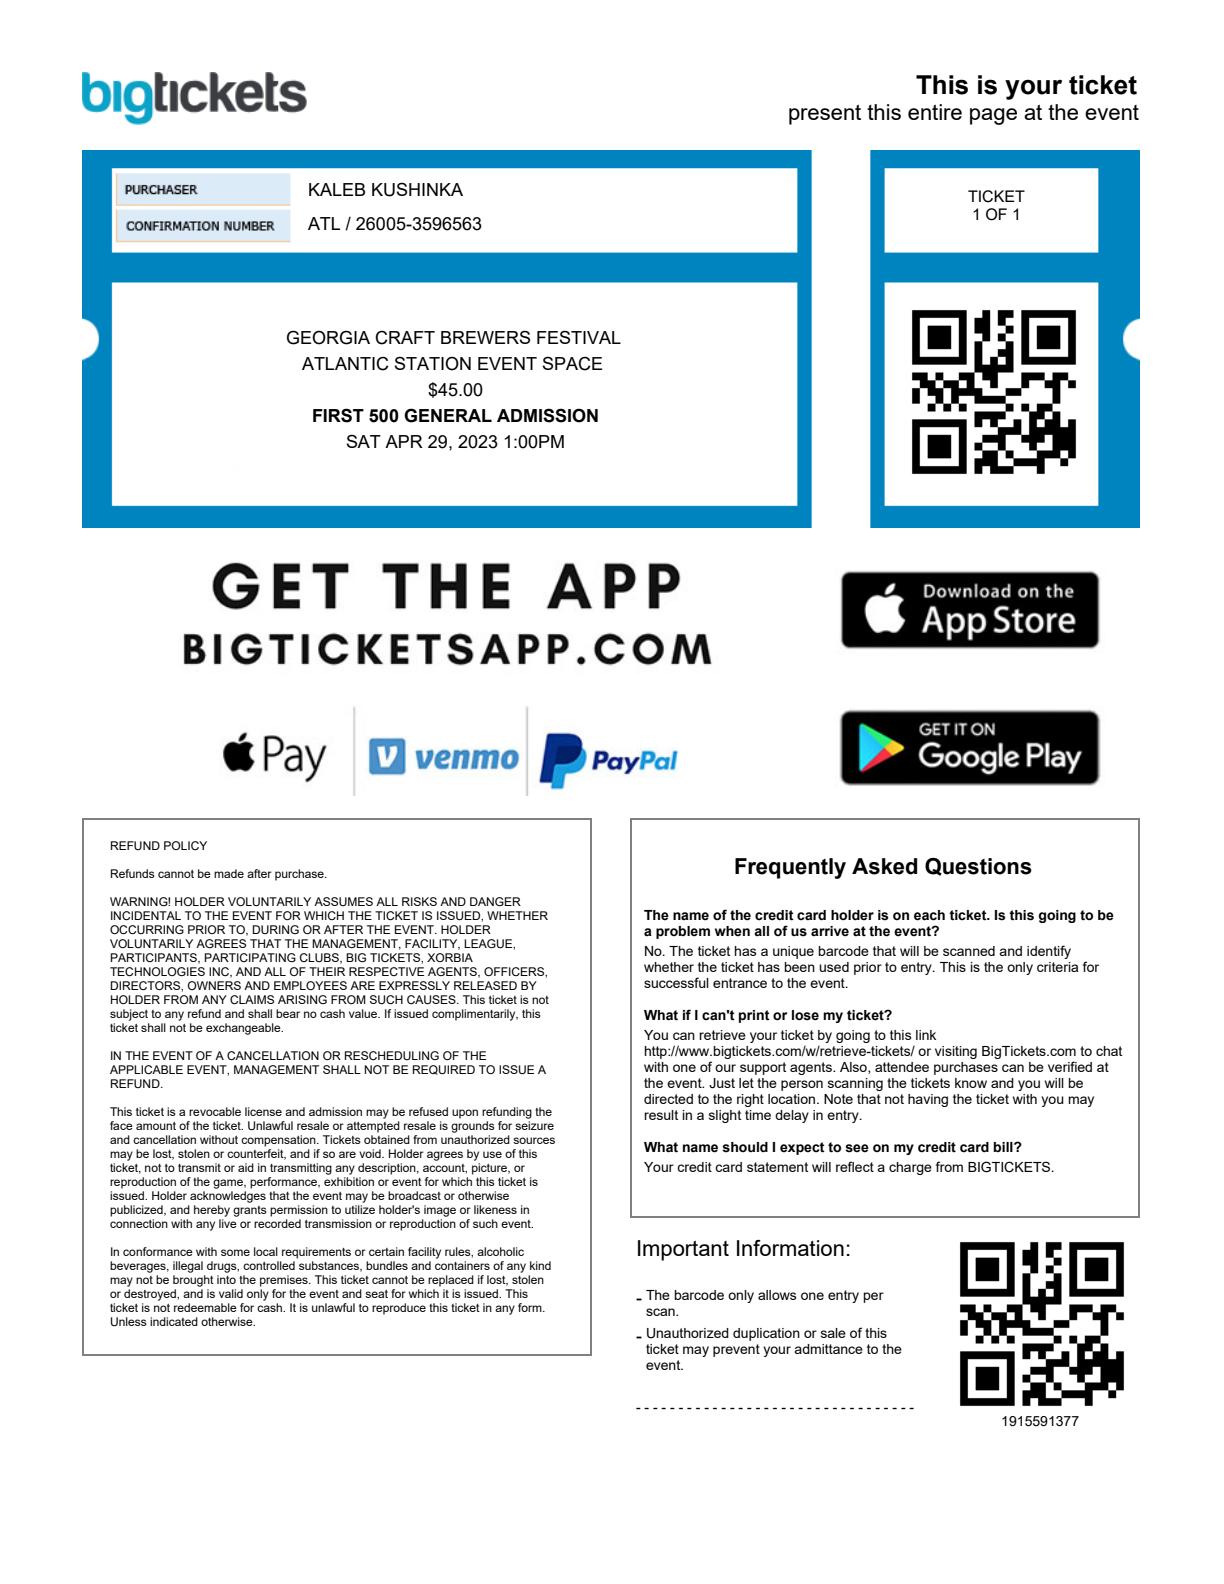 bigtickets
This is your ticket
present this entire page at the event
PURCHASER
KALEB KUSHINKA
CONFIRMATION NUMBER
ATL / 26005-3596563
TICKET
1 OF 1
GEORGIA CRAFT BREWERS FESTIVAL
ATLANTIC STATION EVENT SPACE
$45.00
FIRST 500 GENERAL ADMISSION
SAT APR 29, 2023 1:00PM
GET THE APP
BIGTICKETSAPP.COM
Download on the
App Store
Pay
venmo
PayPal
GET IT ON
Google Play
REFUND POLICY
Refunds cannot be made after purchase.
WARNING! HOLDER VOLUNTARILY ASSUMES ALL RISKS AND DANGER
INCIDENTAL TO THE EVENT FOR WHICH THE TICKET IS ISSUED, WHETHER
OCCURRING PRIOR TO, DURING OR AFTER THE EVENT. HOLDER
VOLUNTARILY AGREES THAT THE MANAGEMENT, FACILITY, LEAGUE,
PARTICIPANTS, PARTICIPATING CLUBS, BIG TICKETS, XORBIA
TECHNOLOGIES INC, AND ALL OF THEIR RESPECTIVE AGENTS, OFFICERS,
DIRECTORS, OWNERS AND EMPLOYEES ARE EXPRESSLY RELEASED BY
HOLDER FROM ANY CLAIMS ARISING FROM SUCH CAUSES. This ticket is not
subject to any refund and shall bear no cash value. If issued complimentarily, this
ticket shall not be exchangeable.
IN THE EVENT OF A CANCELLATION OR RESCHEDULING OF THE
APPLICABLE EVENT, MANAGEMENT SHALL NOT BE REQUIRED TO ISSUE A
REFUND.
This ticket is a revocable license and admission may be refused upon refunding the
face amount of the ticket. Unlawful resale or attempted resale is grounds for seizure
and cancellation without compensation. Tickets obtained from unauthorized sources
may be lost, stolen or counterfeit, and if so are void. Holder agrees by use of this
ticket, not to transmit or aid in transmitting any description, account, picture, or
reproduction of the game, performance, exhibition or event for which this ticket is
issued. Holder acknowledges that the event may be broadcast or otherwise
publicized, and hereby grants permission to utilize holder's image or likeness in
connection with any live or recorded transmission or reproduction of such event.
In conformance with some local requirements or certain facility rules, alcoholic
beverages, illegal drugs, controlled substances, bundles and containers of any kind
may not be brought into the premises. This ticket cannot be replaced if lost, stolen
or destroyed, and is valid only for the event and seat for which it is issued. This
ticket is not redeemable for cash. It is unlawful to reproduce this ticket in any form.
Unless indicated otherwise.
Frequently Asked Questions
The name of the credit card holder is on each ticket. Is this going to be
a problem when all of us arrive at the event?
No. The ticket has a unique barcode that will be scanned and identify
whether the ticket has been used prior to entry. This is the only criteria for
successful entrance to the event.
What if I can't print or lose my ticket?
You can retrieve your ticket by going to this link
http://www.bigtickets.com/w/retrieve-tickets/ or visiting BigTickets.com to chat
with one of our support agents. Also, attendee purchases can be verified at
the event. Just let the person scanning the tickets know and you will be
directed to the right location. Note that not having the ticket with you may
result in a slight time delay in entry.
What name should I expect to see on my credit card bill?
Your credit card statement will reflect a charge from BIGTICKETS.
Important Information:
- The barcode only allows one entry per
scan.
- Unauthorized duplication or sale of this
ticket may prevent your admittance to the
event.
- - - - - - - - - - - - - - - - - - - - - - - - - - - - - - - - -
1915591377